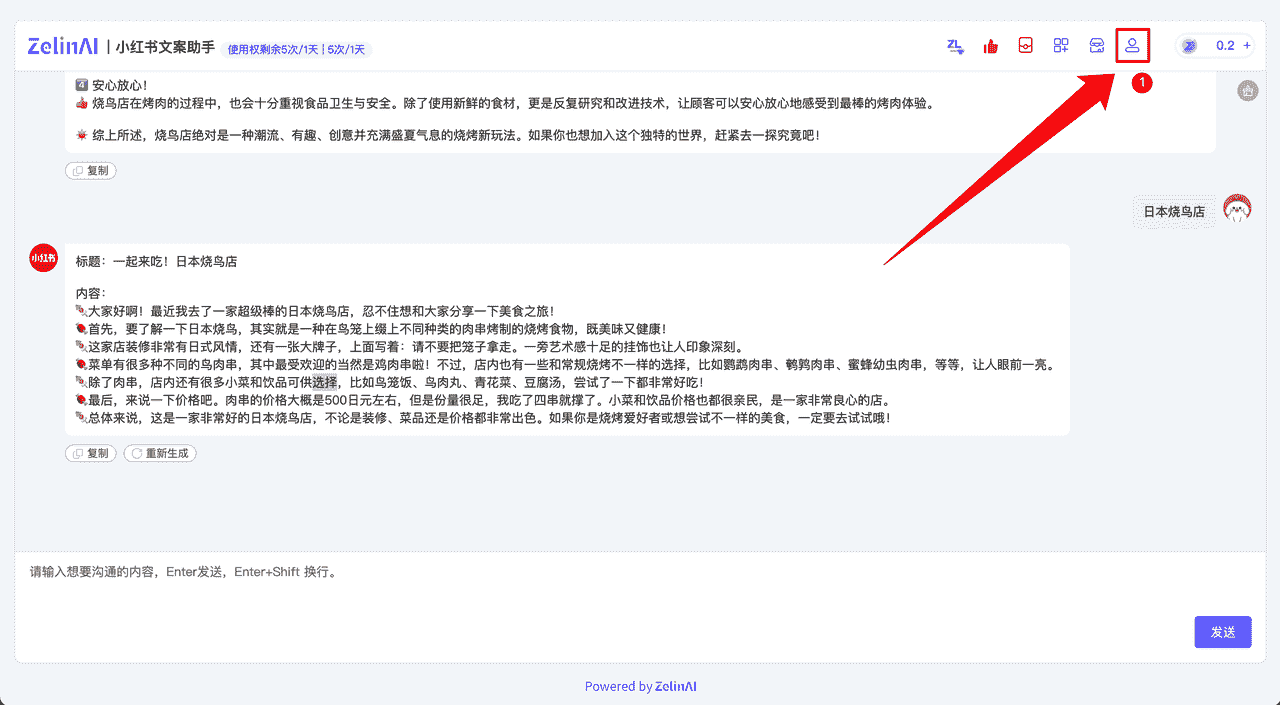 ZelinAI | 小红书文案助手 使用权剩余5次/1天 | 5次/1天 ZL 0.2 +
1
4 安心放心！
烧鸟店在烤肉的过程中，也会十分重视食品卫生与安全。除了使用新鲜的食材，更是反复研究和改进技术，让顾客可以安心放心地感受到最棒的烤肉体验。
综上所述，烧鸟店绝对是一种潮流、有趣、创意并充满盛夏气息的烧烤新玩法。如果你也想加入这个独特的世界，赶紧去一探究竟吧！
复制
日本烧鸟店
小红书
标题：一起来吃！日本烧鸟店
内容：
大家好啊！最近我去了一家超级棒的日本烧鸟店，忍不住想和大家分享一下美食之旅！
首先，要了解一下日本烧鸟，其实就是一种在鸟笼上缀上不同种类的肉串烤制的烧烤食物，既美味又健康！
这家店装修非常有日式风情，还有一张大牌子，上面写着：请不要把笼子拿走。一旁艺术感十足的挂饰也让人印象深刻。
菜单有很多种不同的鸟肉串，其中最受欢迎的当然是鸡肉串啦！不过，店内也有一些和常规烧烤不一样的选择，比如鹦鹉肉串、鹌鹑肉串、蜜蜂幼虫肉串，等等，让人眼前一亮。
除了肉串，店内还有很多小菜和饮品可供选择，比如鸟笼饭、鸟肉丸、青花菜、豆腐汤，尝试了一下都非常好吃！
最后，来说一下价格吧。肉串的价格大概是500日元左右，但是份量很足，我吃了四串就撑了。小菜和饮品价格也都很亲民，是一家非常良心的店。
总体来说，这是一家非常好的日本烧鸟店，不论是装修、菜品还是价格都非常出色。如果你是烧烤爱好者或想尝试不一样的美食，一定要去试试哦！
复制 重新生成
请输入想要沟通的内容，Enter发送，Enter+Shift 换行。
发送
Powered by ZelinAI